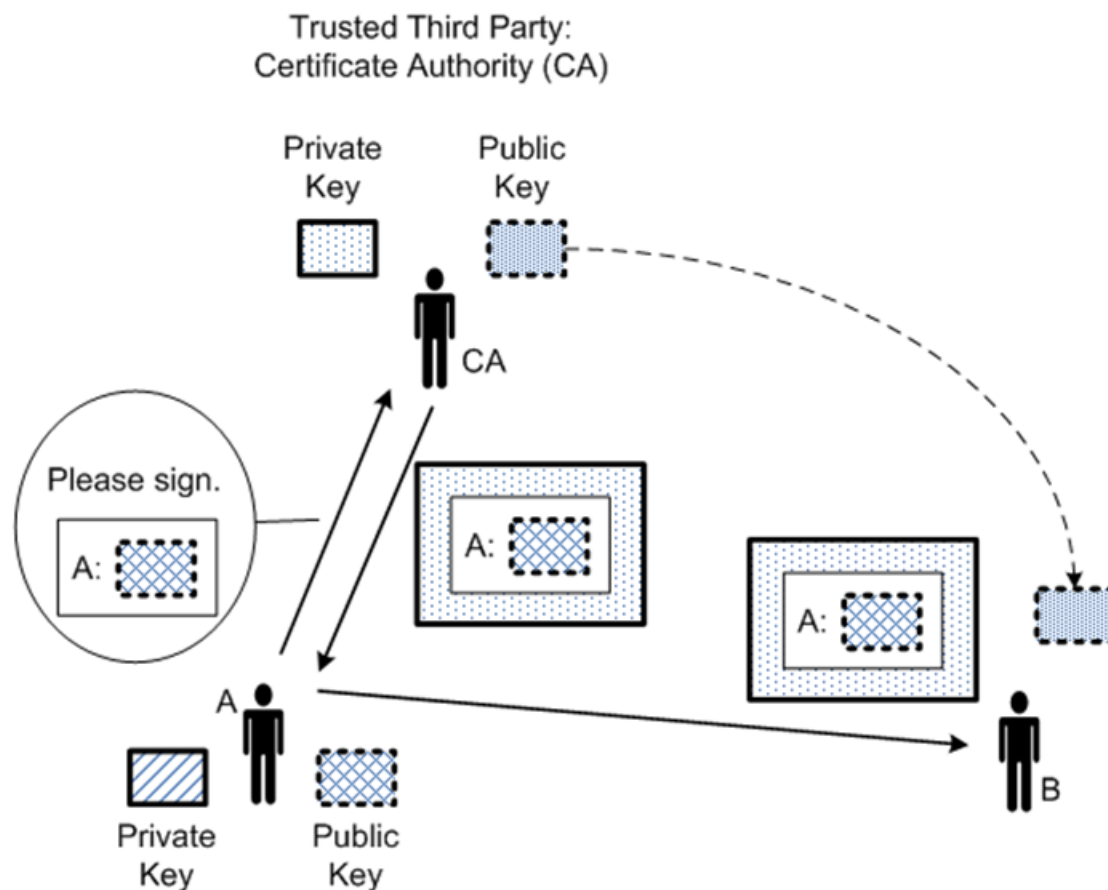 Trusted Third Party:
Certificate Authority (CA)
Private
Key
Public
Key
CA
Please sign.
A:
A:
A:
A
B
Private
Key
Public
Key